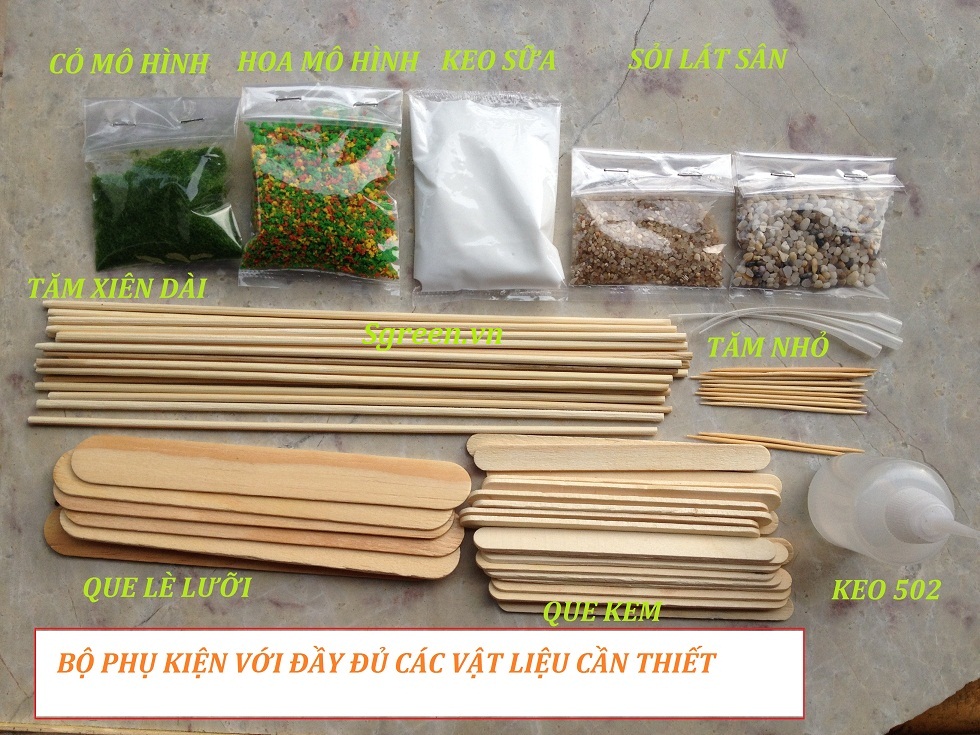 CỎ MÔ HÌNH
HOA MÔ HÌNH
KEO SỮA
SỎI LÁT SÂN
TĂM XIÊN DÀI
Sgreen.vn
TĂM NHỎ
QUE LÈ LƯỠI
QUE KEM
KEO 502
BỘ PHỤ KIỆN VỚI ĐẦY ĐỦ CÁC VẬT LIỆU CẦN THIẾT